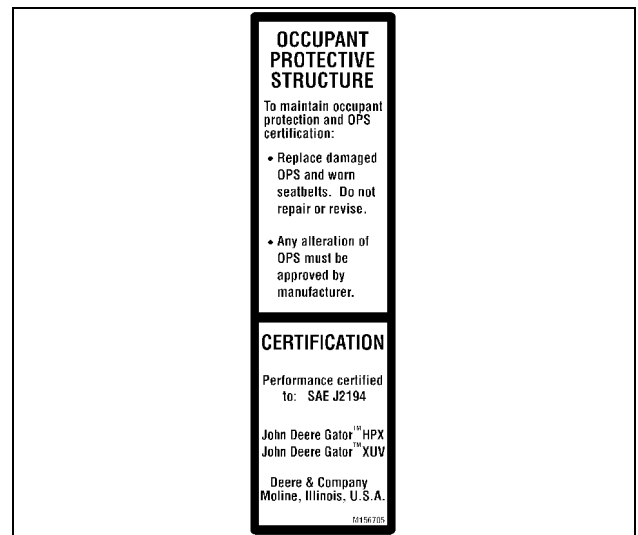 OCCUPANT
PROTECTIVE
STRUCTURE
To maintain occupant
protection and OPS
certification:
• Replace damaged
OPS and worn
seatbelts. Do not
repair or revise.
• Any alteration of
OPS must be
approved by
manufacturer.
CERTIFICATION
Performance certified
to: SAE J2194
John Deere Gator™ HPX
John Deere Gator™ XUV
Deere & Company
Moline, Illinois, U.S.A.
M156705